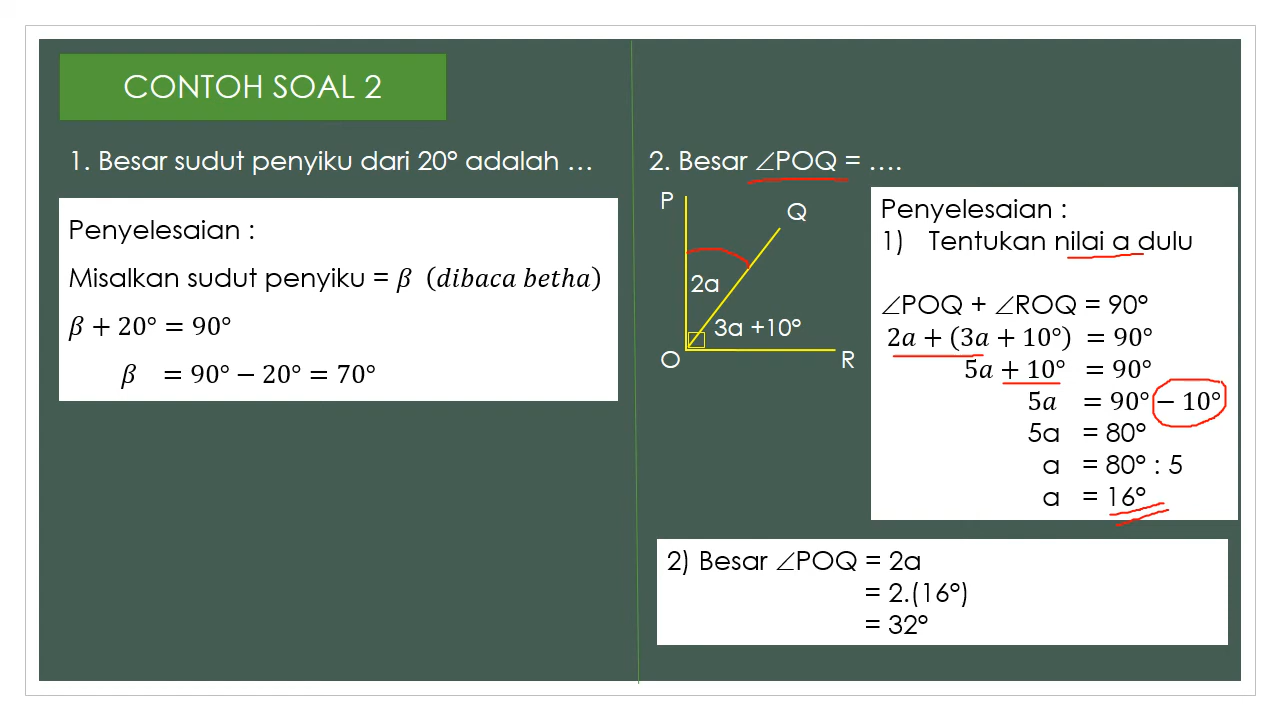 CONTOH SOAL 2
1. Besar sudut penyiku dari 20° adalah …
Penyelesaian :
Misalkan sudut penyiku = β (dibaca betha)
β + 20° = 90°
β = 90° − 20° = 70°
2. Besar ∠POQ = ….
P
Q
2a
3a +10°
O
R
Penyelesaian :
1) Tentukan nilai a dulu
∠POQ + ∠ROQ = 90°
2a + (3a + 10°) = 90°
5a + 10° = 90°
5a = 90° − 10°
5a = 80°
a = 80° : 5
a = 16°
2) Besar ∠POQ = 2a
= 2.(16°)
= 32°